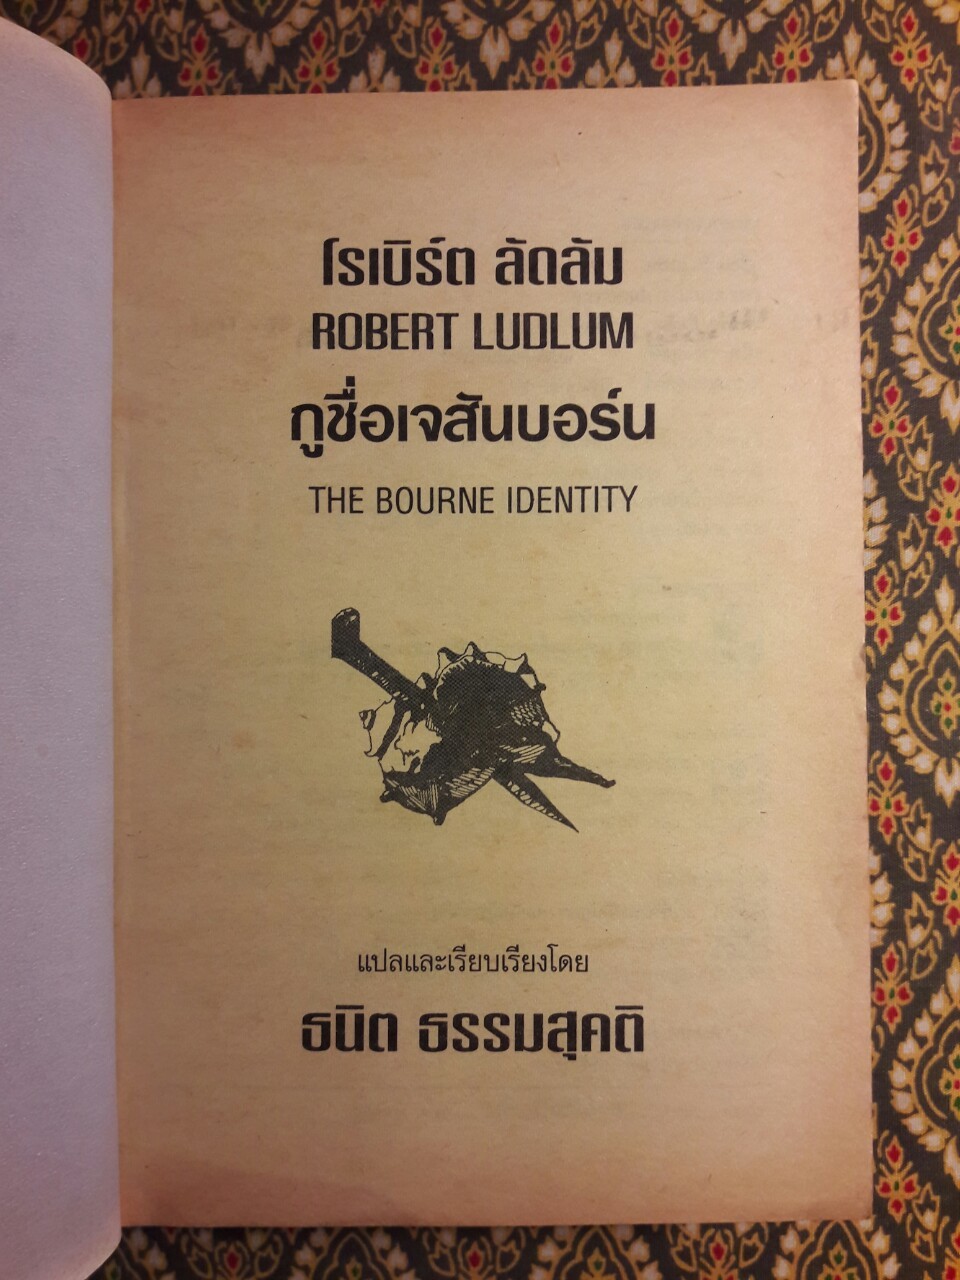 โรเบิร์ต ลัดลัม
ROBERT LUDLUM
กูชื่อเจสันบอร์น
THE BOURNE IDENTITY
แปลและเรียบเรียงโดย
ธนิต ธรรมสุคติ